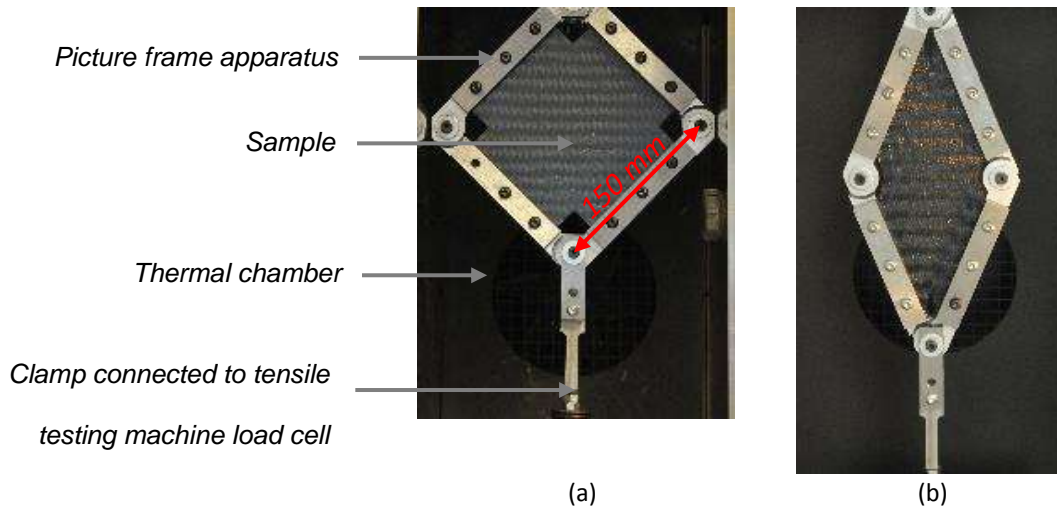 Picture frame apparatus
Sample
150 mm
Thermal chamber
Clamp connected to tensile
testing machine load cell
(a)
(b)